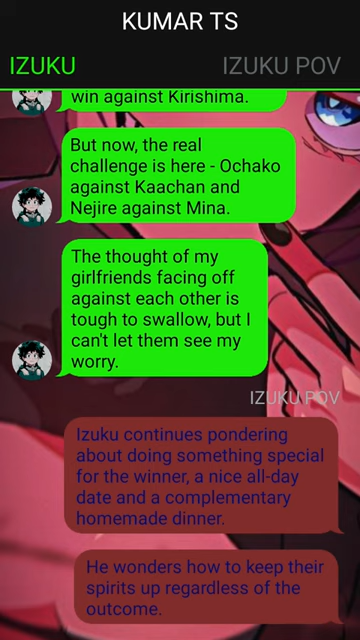 KUMAR TS
IZUKU
IZUKU POV
win against Kirishima.
But now, the real
challenge is here - Ochako
against Kaachan and
Nejire against Mina.
The thought of my
girlfriends facing off
against each other is
tough to swallow, but I
can't let them see my
worry.
IZUKU POV
Izuku continues pondering
about doing something special
for the winner, a nice all-day
date and a complementary
homemade dinner.
He wonders how to keep their
spirits up regardless of the
outcome.